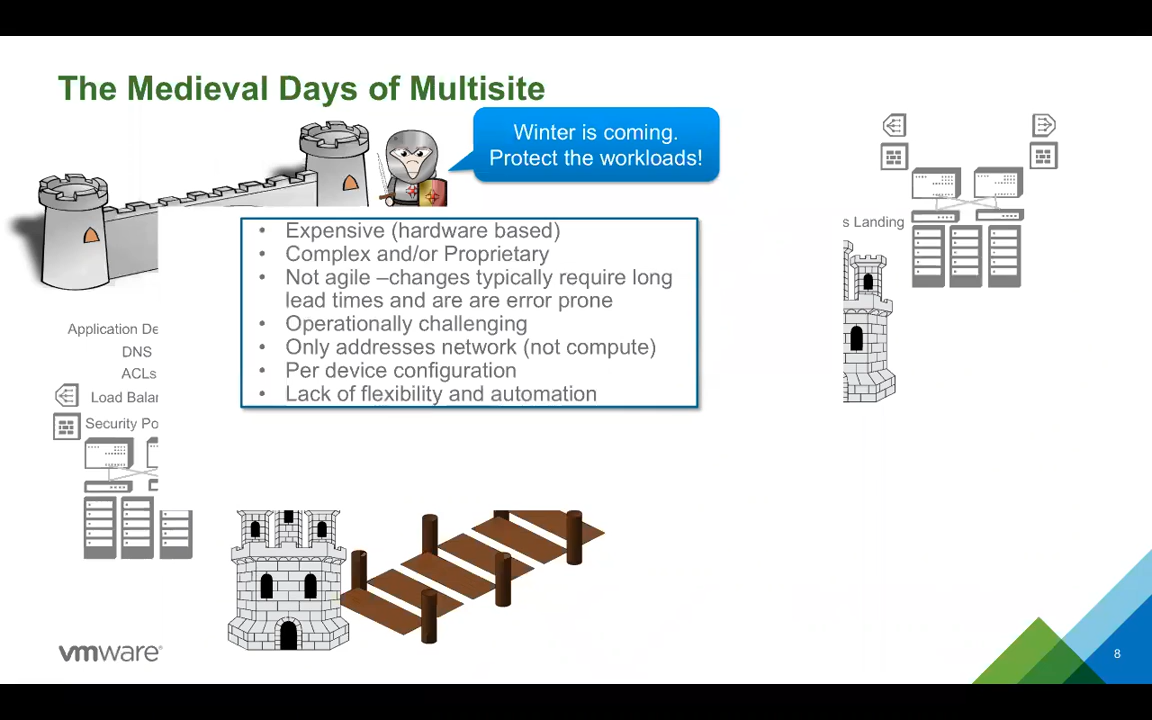 The Medieval Days of Multisite
Winter is coming.
Protect the workloads!
• Expensive (hardware based)
• Complex and/or Proprietary
• Not agile –changes typically require long
lead times and are are error prone
• Operationally challenging
• Only addresses network (not compute)
• Per device configuration
• Lack of flexibility and automation
s Landing
Application De
DNS
ACLs
Load Balan
Security Po
vmware®
8